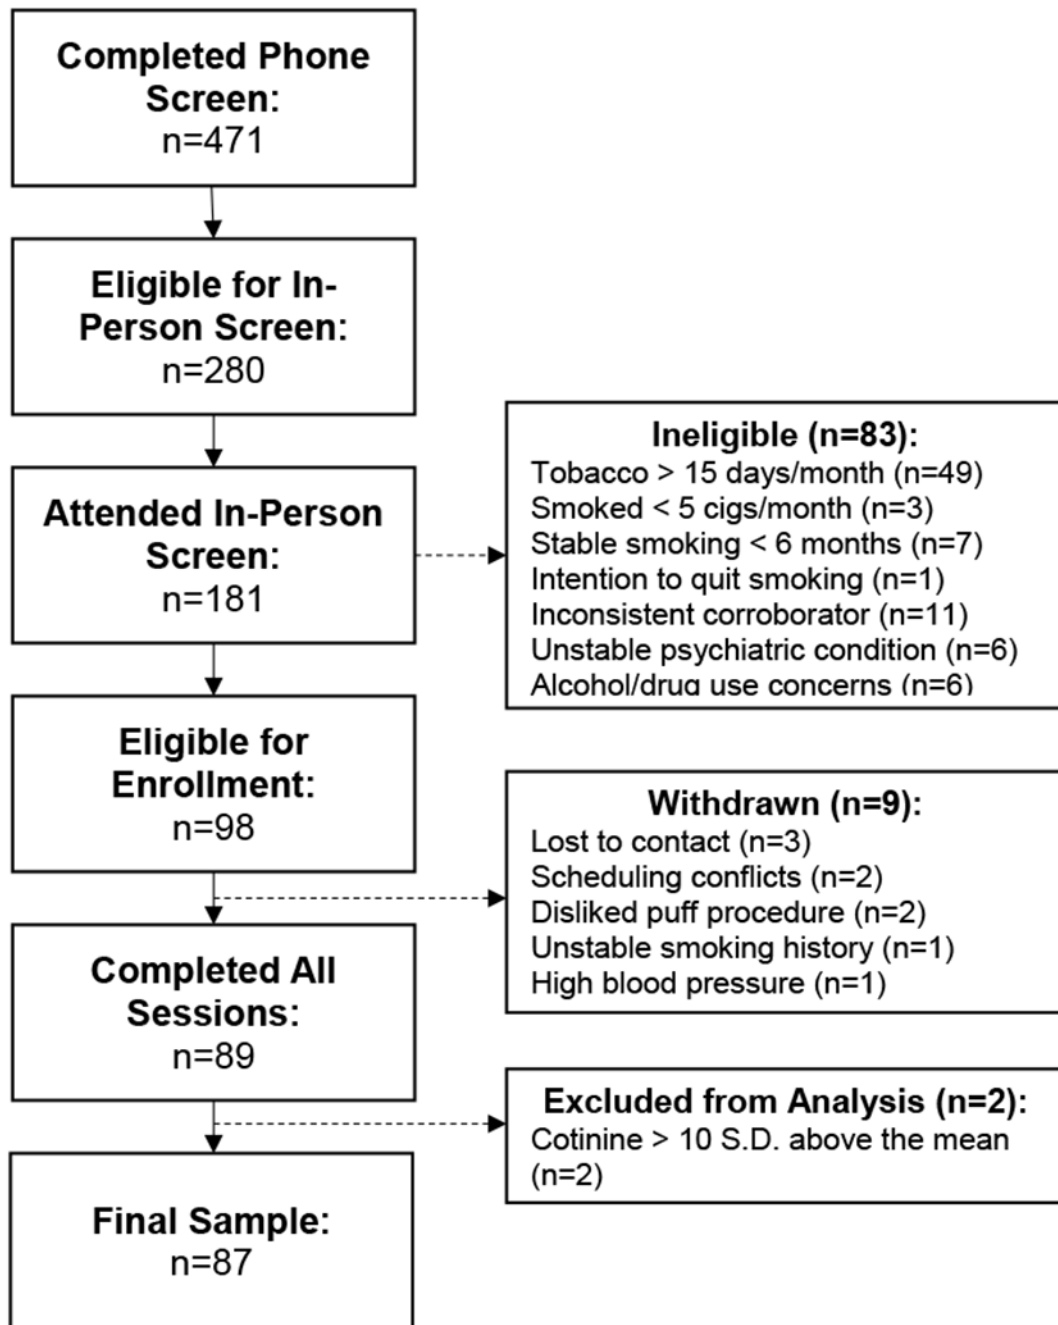 Completed Phone
Screen:
n=471
Eligible for In-
Person Screen:
n=280
Attended In-Person
Screen:
n=181
Ineligible (n=83):
Tobacco > 15 days/month (n=49)
Smoked < 5 cigs/month (n=3)
Stable smoking < 6 months (n=7)
Intention to quit smoking (n=1)
Inconsistent corroborator (n=11)
Unstable psychiatric condition (n=6)
Alcohol/drug use concerns (n=6)
Eligible for
Enrollment:
n=98
Withdrawn (n=9):
Lost to contact (n=3)
Scheduling conflicts (n=2)
Disliked puff procedure (n=2)
Unstable smoking history (n=1)
High blood pressure (n=1)
Completed All
Sessions:
n=89
Excluded from Analysis (n=2):
Cotinine > 10 S.D. above the mean
(n=2)
Final Sample:
n=87